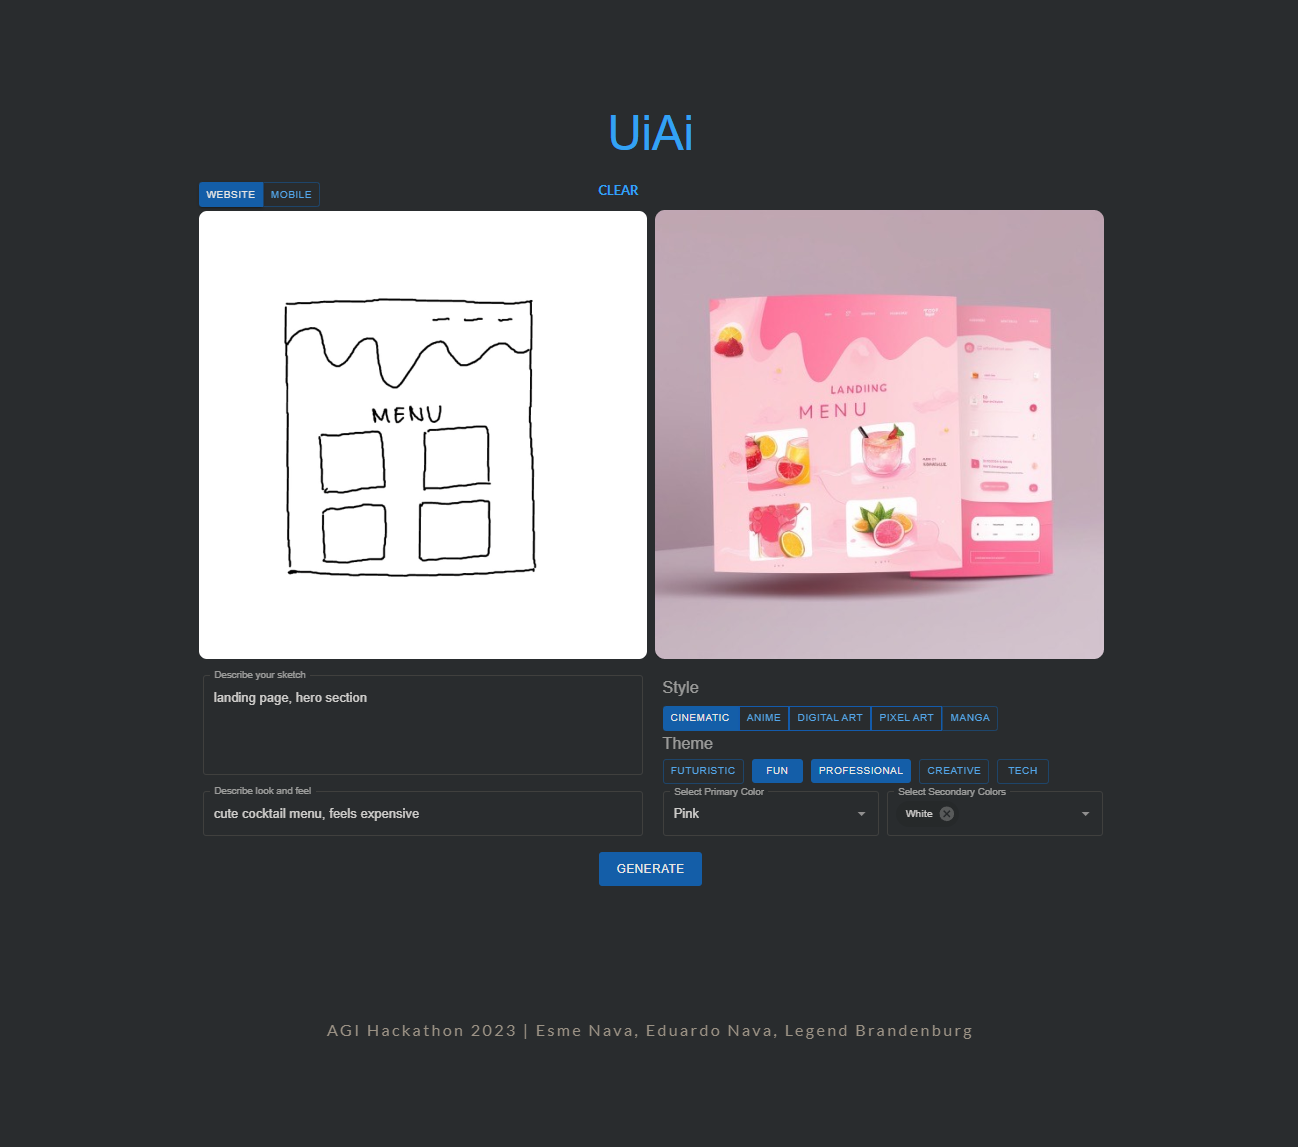 UiAi
WEBSITE MOBILE
CLEAR
MENU
LANDIING
MENU
Describe your sketch
landing page, hero section
Describe look and feel
cute cocktail menu, feels expensive
Style
CINEMATIC ANIME DIGITAL ART PIXEL ART MANGA
Theme
FUTURISTIC FUN PROFESSIONAL CREATIVE TECH
Select Primary Color
Pink
Select Secondary Colors
White
GENERATE
AGI Hackathon 2023 | Esme Nava, Eduardo Nava, Legend Brandenburg